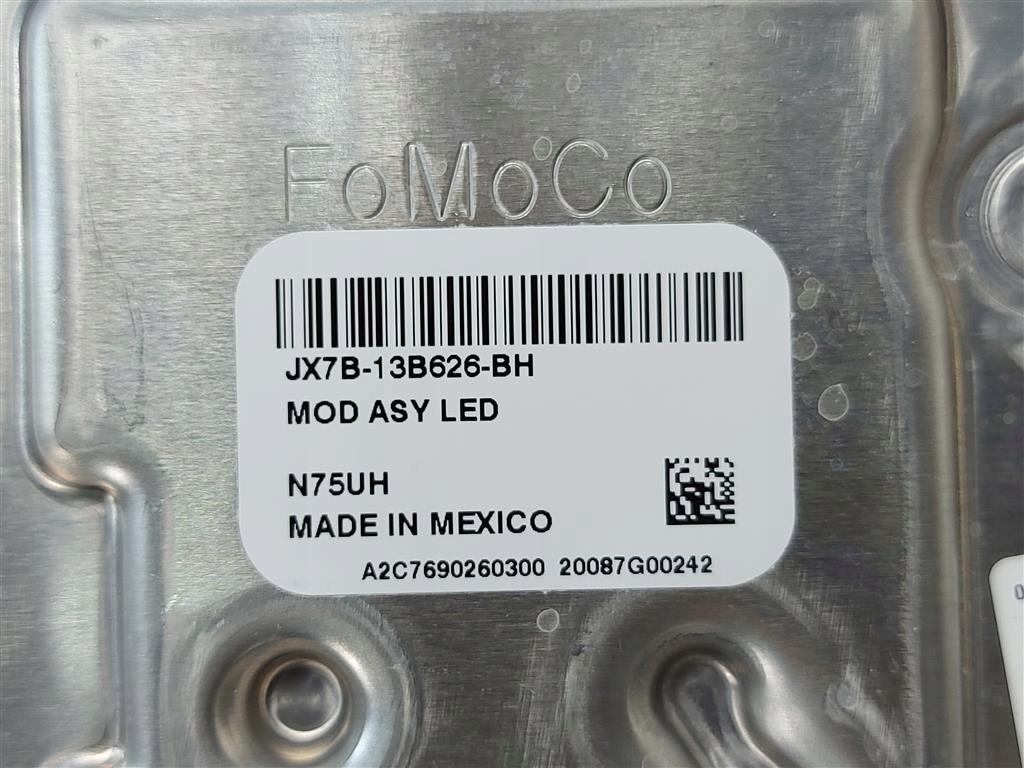 FoMoCo
JX7B-13B626-BH
MOD ASY LED
N75UH
MADE IN MEXICO
A2C7690260300 20087G00242